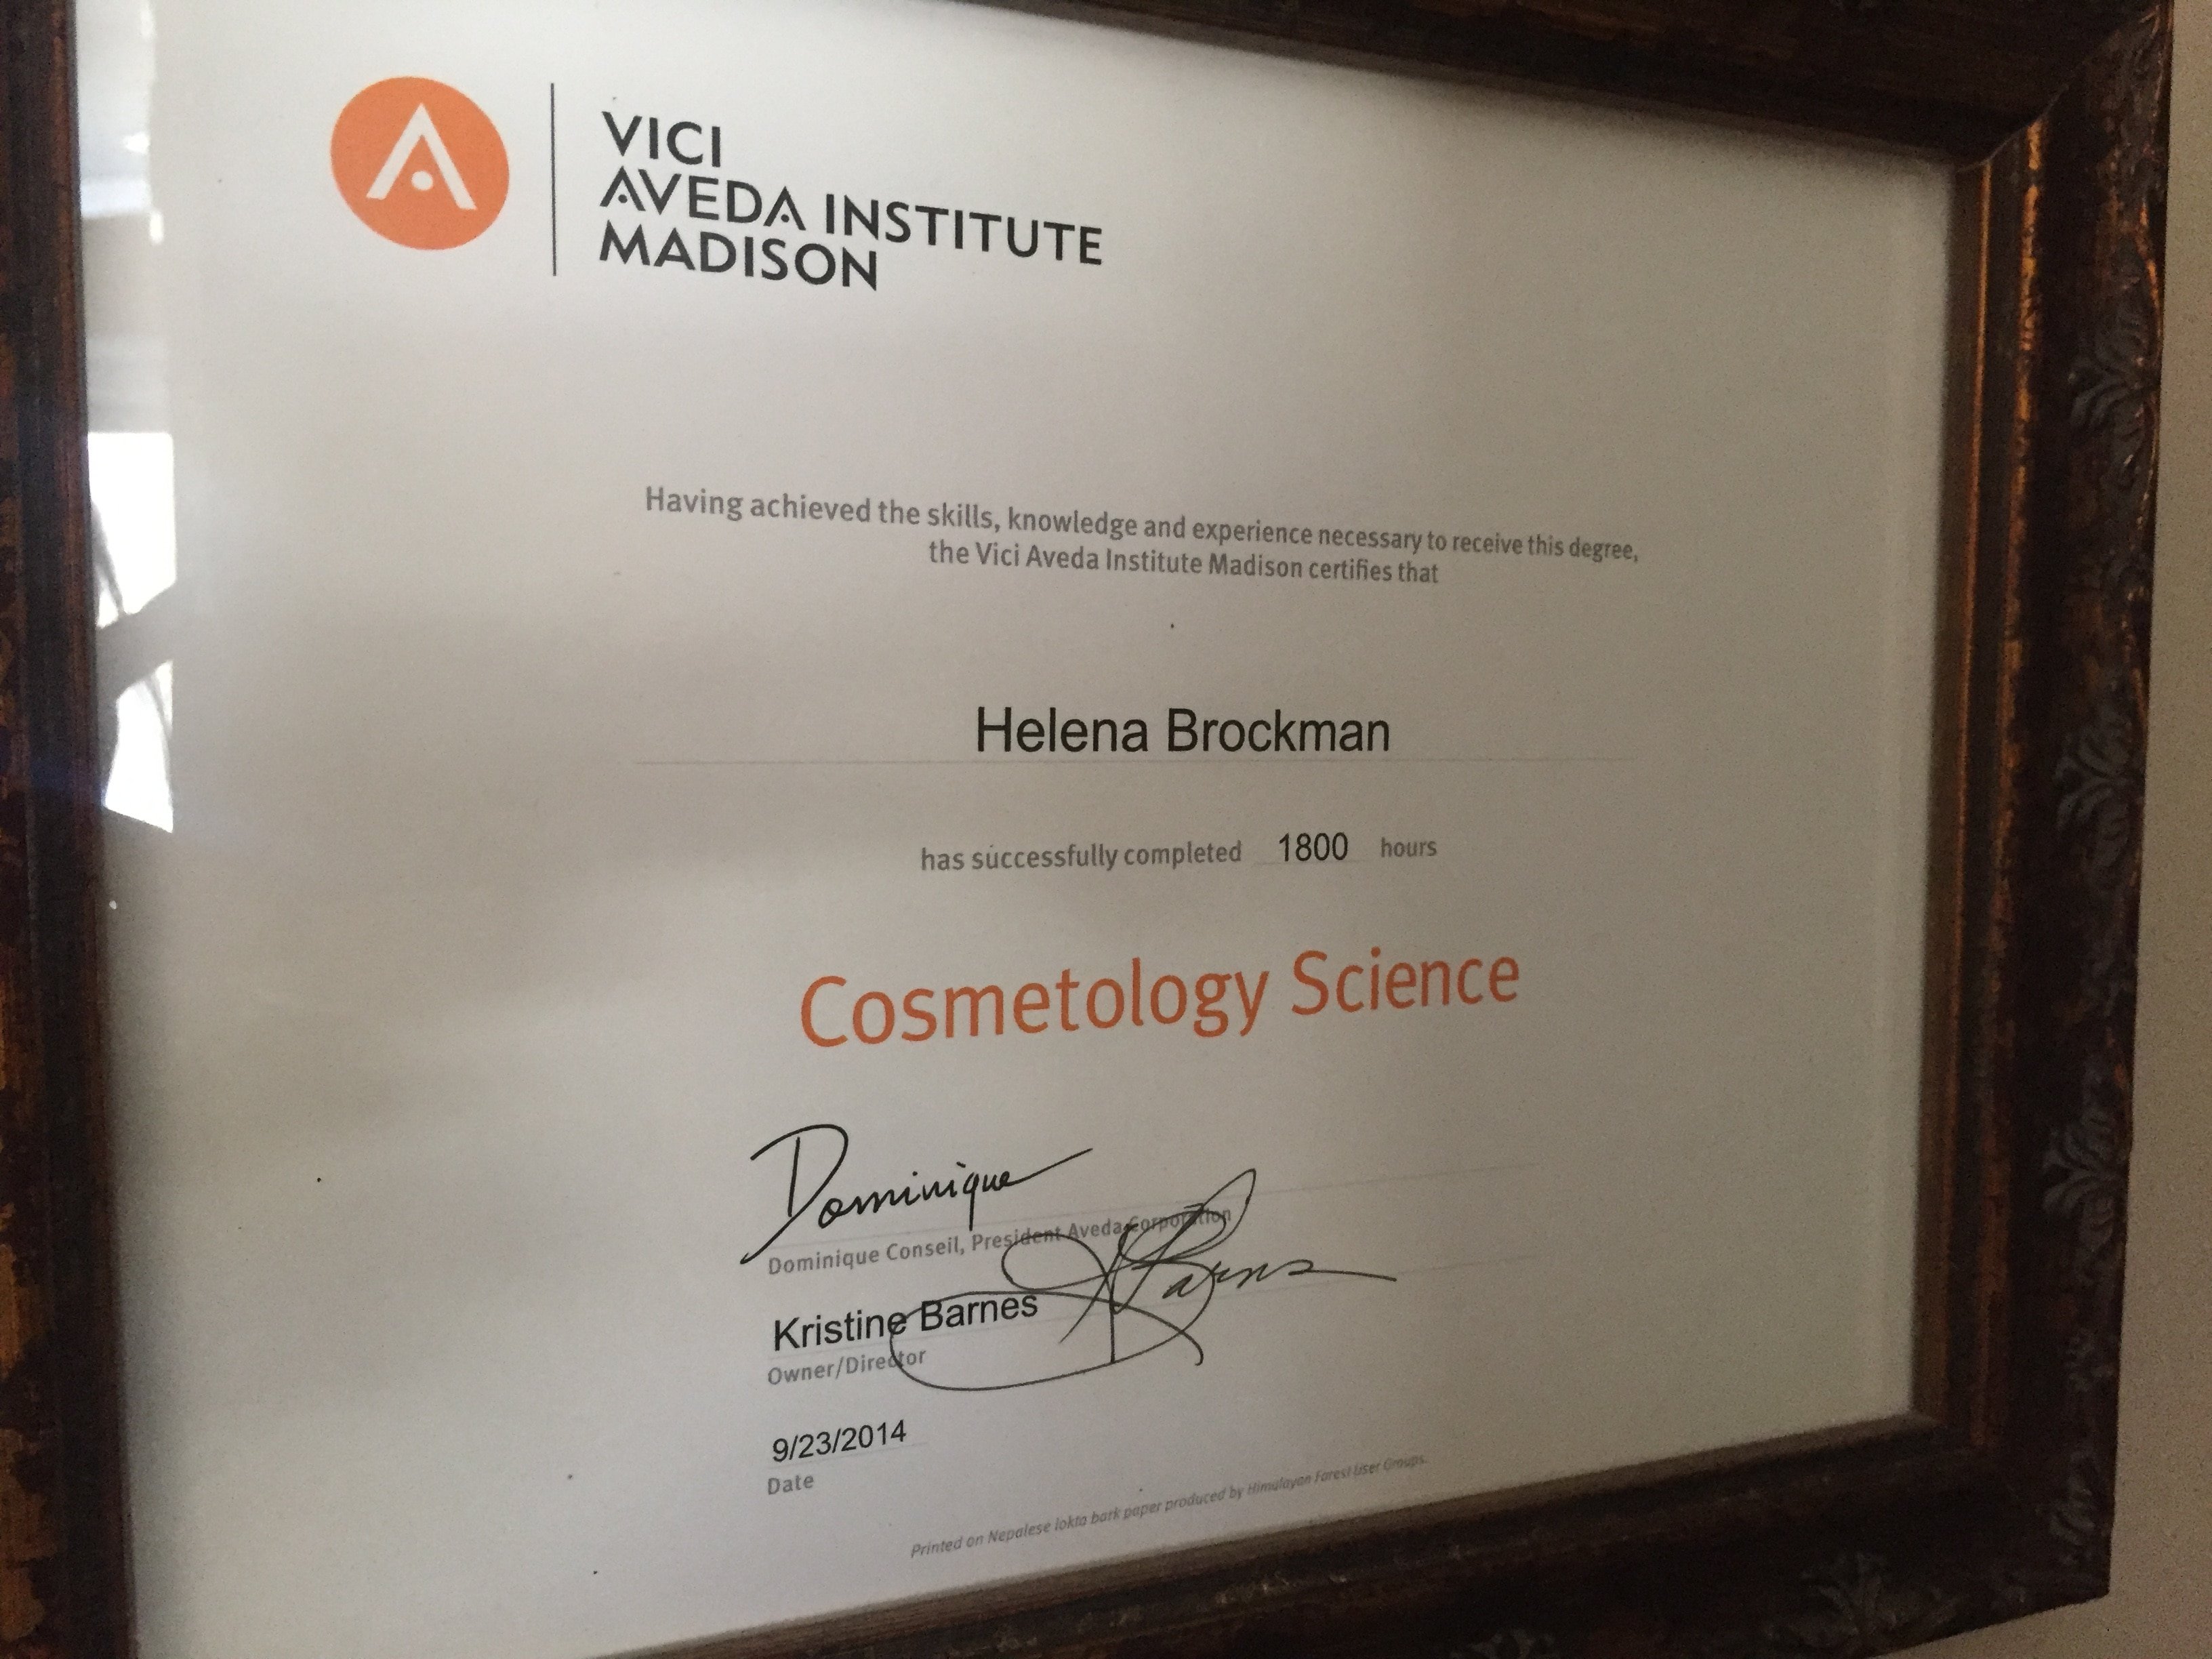 VICI
AVEDA INSTITUTE
MADISON
Having achieved the skills, knowledge and experience necessary to receive this degree,
the Vici Aveda Institute Madison certifies that
Helena Brockman
has successfully completed 1800 hours
Cosmetology Science
Dominique
Dominique Conseil, President Aveda Corporation
Kristine Barnes KBarns
Owner/Director
9/23/2014
Date
Printed on Nepalese lokta bark paper produced by Himalayan Forest User Groups.